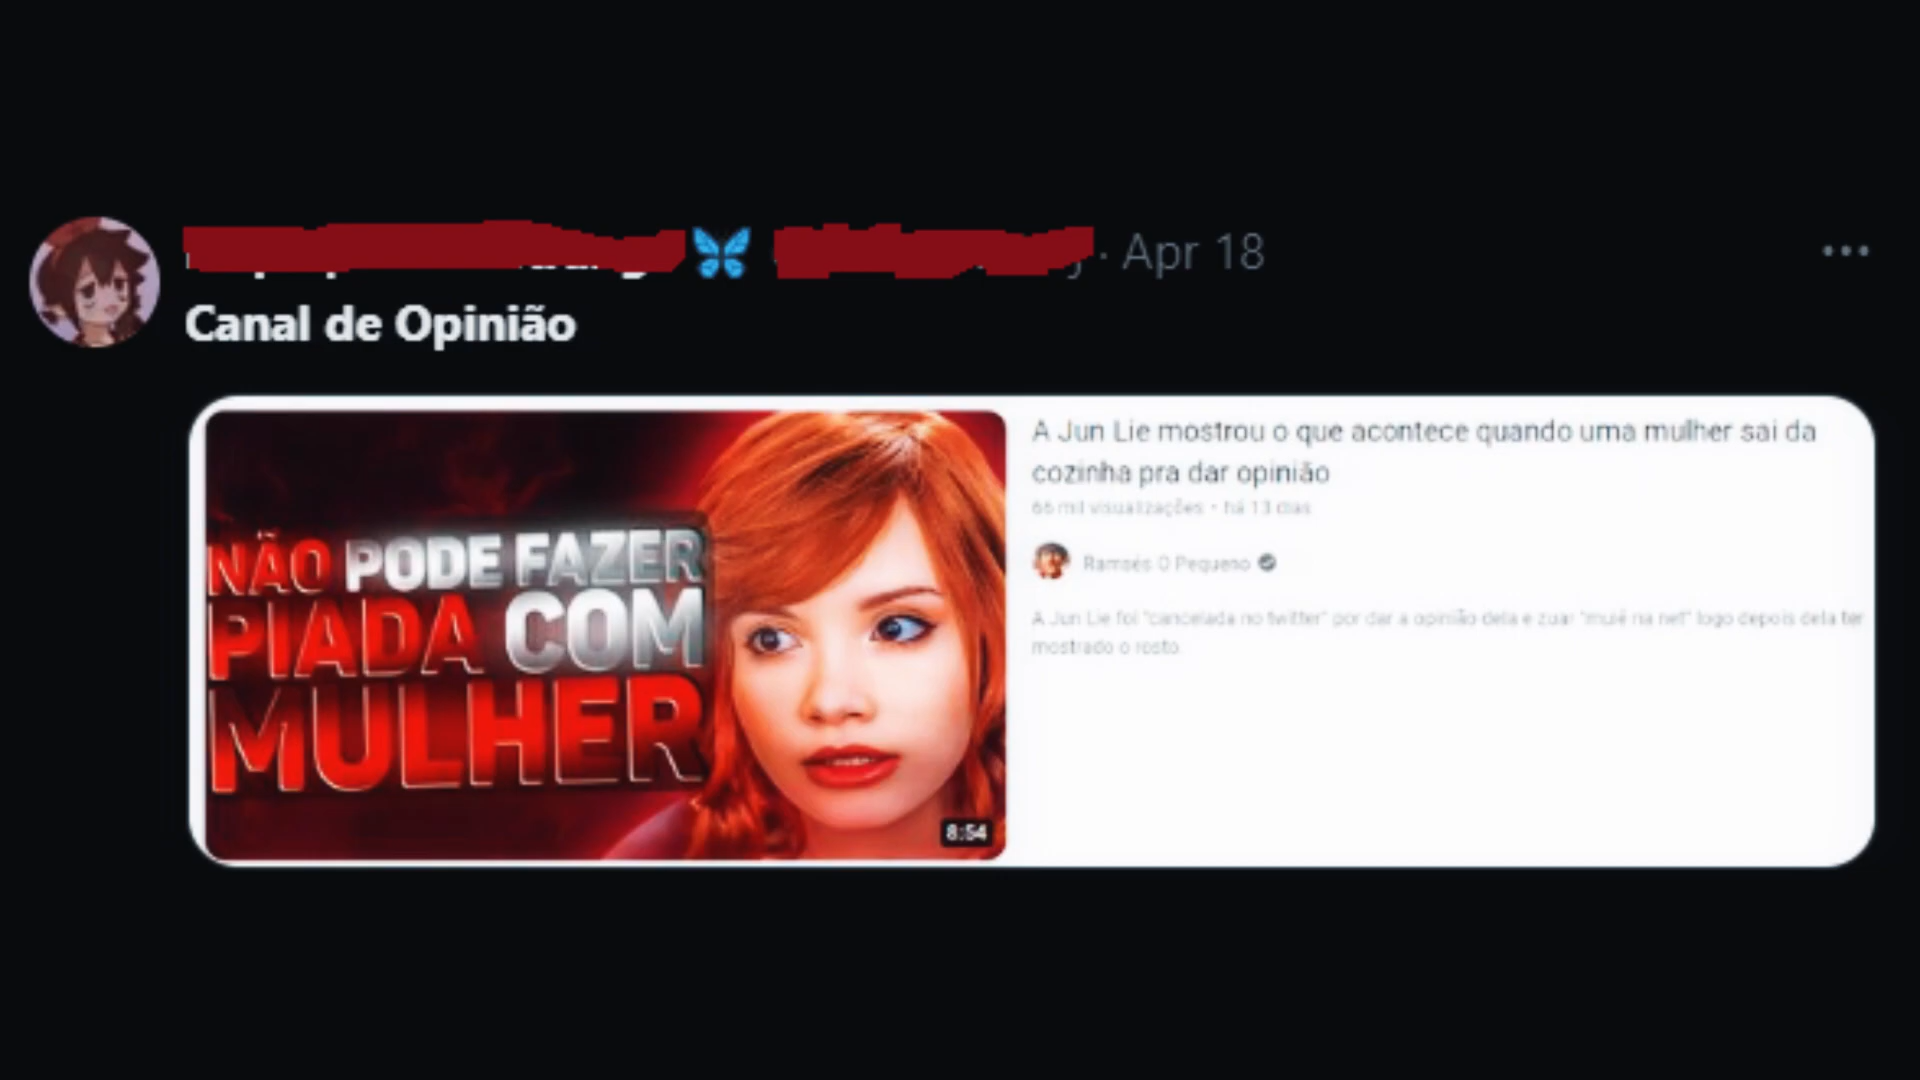 Apr 18
Canal de Opinião
NÃO PODE FAZER
PIADA COM
MULHER
8:54
A Jun Lie mostrou o que acontece quando uma mulher sai da
cozinha pra dar opinião
66 mil visualizações • há 13 dias
Ramsés O Pequeno
A Jun Lie foi "cancelada no twitter" por dar a opinião dela e zuar "mulé na net" logo depois dela ter
mostrado o rosto